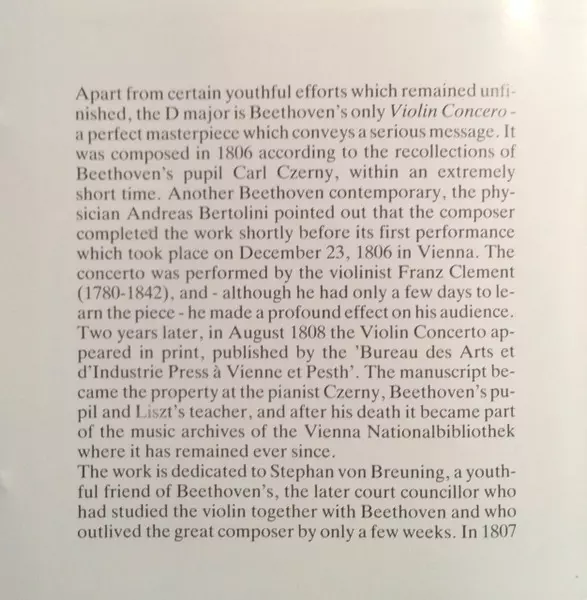 Apart from certain youthful efforts which remained unfi-
nished, the D major is Beethoven's only Violin Concero -
a perfect masterpiece which conveys a serious message. It
was composed in 1806 according to the recollections of
Beethoven's pupil Carl Czerny, within an extremely
short time. Another Beethoven contemporary, the phy-
sician Andreas Bertolini pointed out that the composer
completed the work shortly before its first performance
which took place on December 23, 1806 in Vienna. The
concerto was performed by the violinist Franz Clement
(1780-1842), and - although he had only a few days to le-
arn the piece - he made a profound effect on his audience.
Two years later, in August 1808 the Violin Concerto ap-
peared in print, published by the 'Bureau des Arts et
d'Industrie Press à Vienne et Pesth'. The manuscript be-
came the property at the pianist Czerny, Beethoven's pu-
pil and Liszt's teacher, and after his death it became part
of the music archives of the Vienna Nationalbibliothek
where it has remained ever since.
The work is dedicated to Stephan von Breuning, a youth-
ful friend of Beethoven's, the later court councillor who
had studied the violin together with Beethoven and who
outlived the great composer by only a few weeks. In 1807